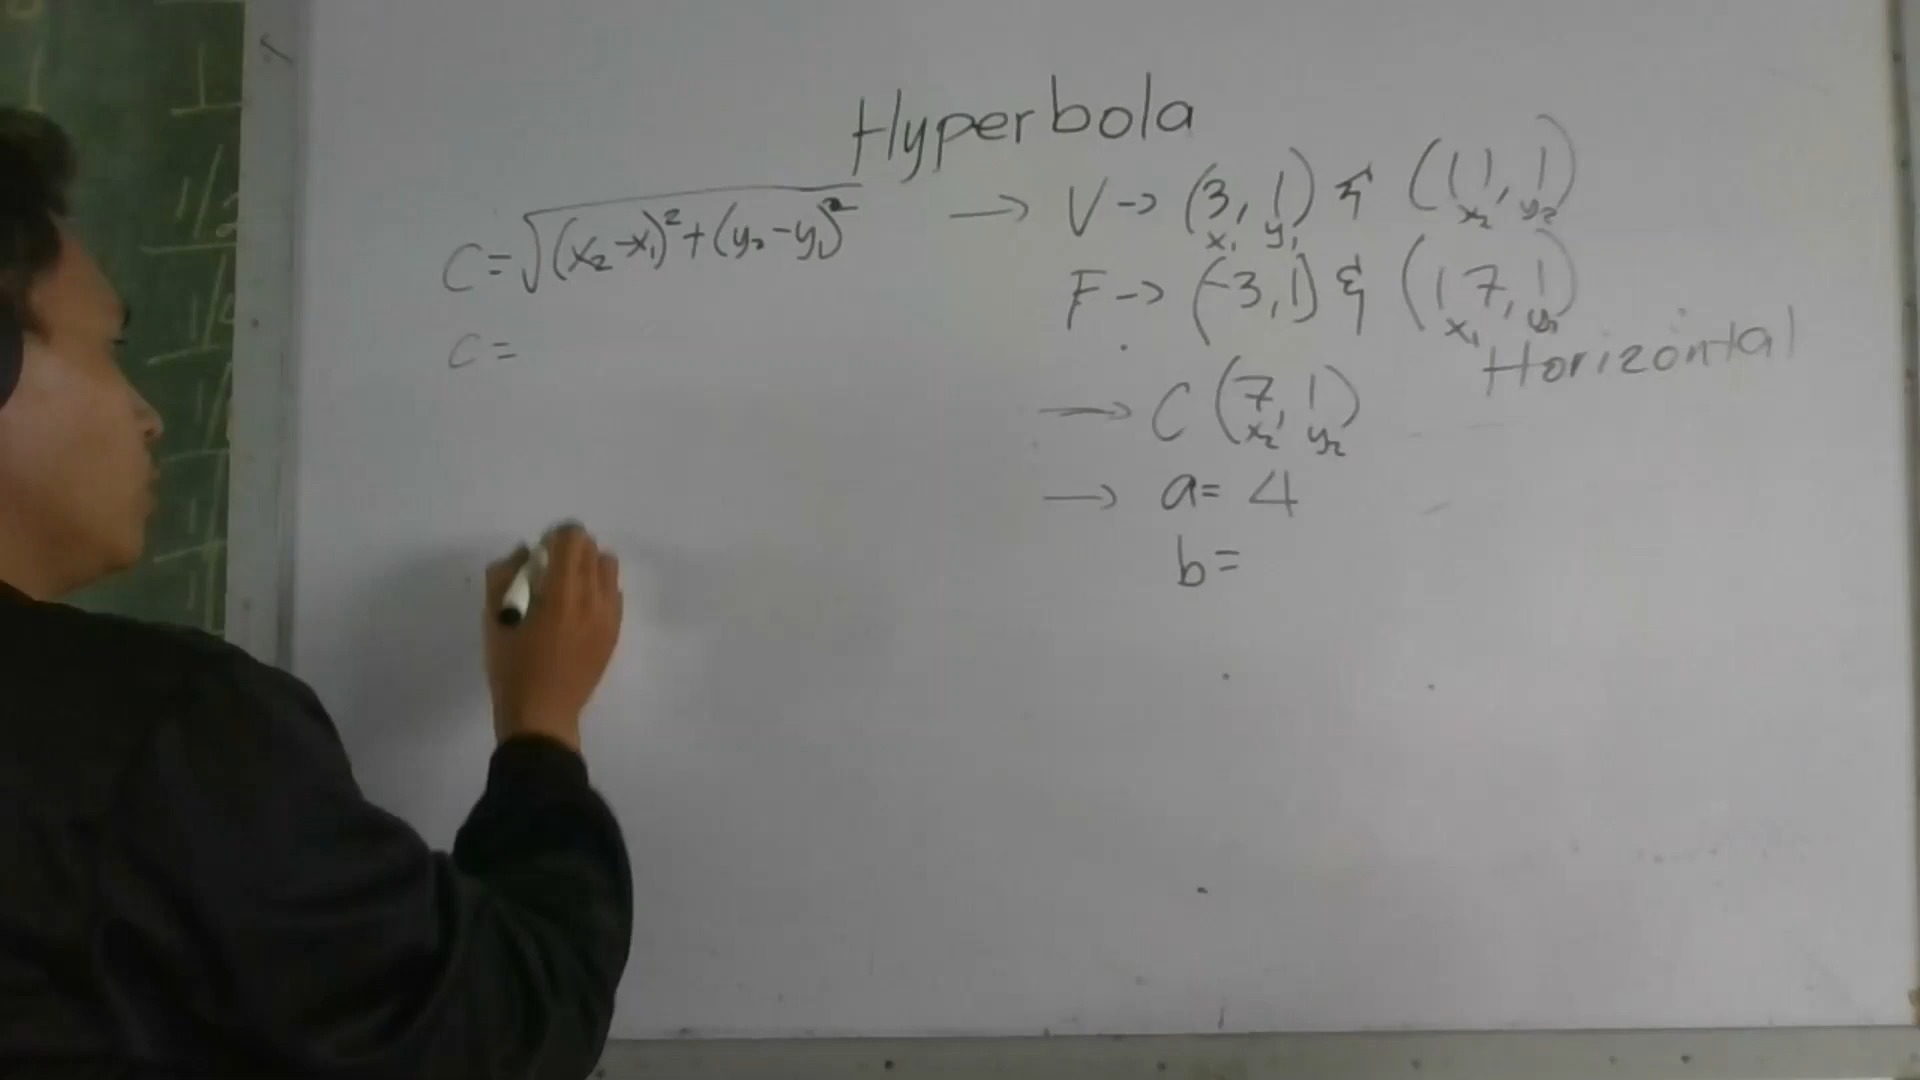 Hyperbola
C=√(x₂-x₁)²+(y₂-y₁)²
C=
→ V→ (3, 1) & (11, 1)
x₁ y₁ x₂ y₂
F→ (-3, 1) & (17, 1)
x₁ y₁
Horizontal
→ C (7, 1)
x₂ y₂
→ a= 4
b=